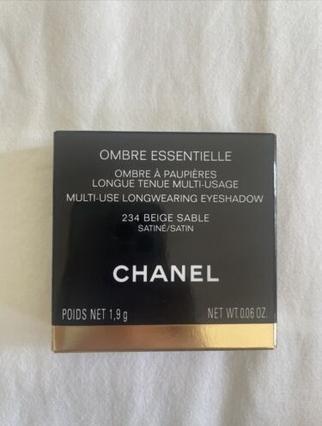 OMBRE ESSENTIELLE
OMBRE À PAUPIÈRES
LONGUE TENUE MULTI-USAGE
MULTI-USE LONGWEARING EYESHADOW
234 BEIGE SABLE
SATINÉ/SATIN
CHANEL
POIDS NET 1,9 g NET WT. 0.06 OZ.